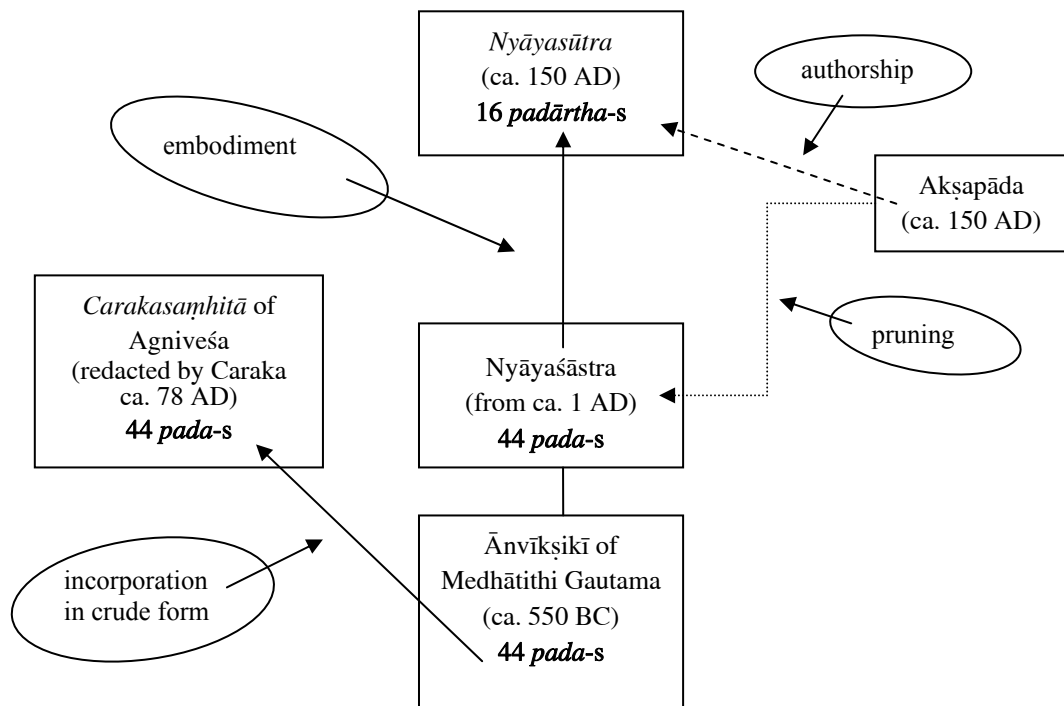 Nyāyasūtra
(ca. 150 AD)
16 padārtha-s
authorship
embodiment
Akṣapāda
(ca. 150 AD)
Carakasaṃhitā of
Agniveśa
(redacted by Caraka
ca. 78 AD)
44 pada-s
Nyāyaśāstra
(from ca. 1 AD)
44 pada-s
pruning
Ānvīkṣikī of
Medhātithi Gautama
(ca. 550 BC)
44 pada-s
incorporation
in crude form